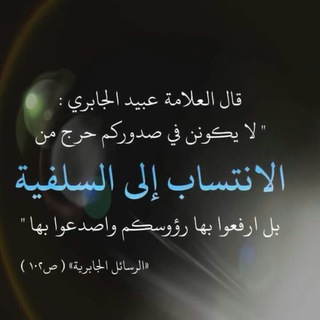 قال العلامة عبيد الجابري :
" لا يكونن في صدوركم حرج من
الانتساب إلى السلفية
بل ارفعوا بها رؤوسكم واصدعوا بها "
«الرسائل الجابرية» ( ص١٠٢ )